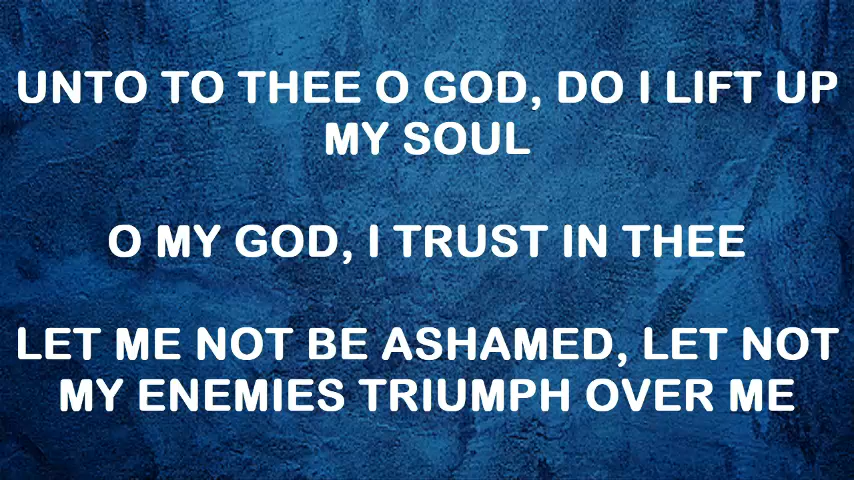 UNTO TO THEE O GOD, DO I LIFT UP
MY SOUL
O MY GOD, I TRUST IN THEE
LET ME NOT BE ASHAMED, LET NOT
MY ENEMIES TRIUMPH OVER ME